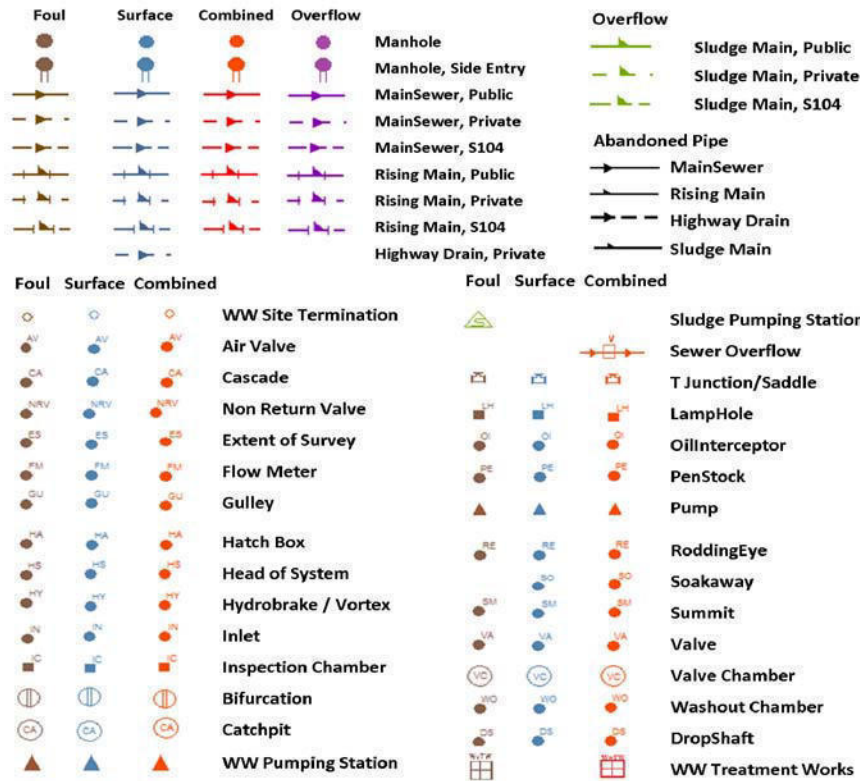 Foul Surface Combined Overflow
Manhole
Manhole, Side Entry
MainSewer, Public
MainSewer, Private
MainSewer, S104
Rising Main, Public
Rising Main, Private
Rising Main, S104
Highway Drain, Private
Overflow
Sludge Main, Public
Sludge Main, Private
Sludge Main, S104
Abandoned Pipe
MainSewer
Rising Main
Highway Drain
Sludge Main
Foul Surface Combined
WW Site Termination
AV AV AV Air Valve
CA CA CA Cascade
NRV NRV NRV Non Return Valve
ES ES ES Extent of Survey
FM FM FM Flow Meter
GU GU GU Gulley
HA HA HA Hatch Box
HS HS HS Head of System
HY HY HY Hydrobrake / Vortex
IN IN IN Inlet
IC IC IC Inspection Chamber
Bifurcation
CA CA CA Catchpit
WW Pumping Station
Foul Surface Combined
S Sludge Pumping Station
V Sewer Overflow
T Junction/Saddle
LH LH LH LampHole
OI OI OI OilInterceptor
PE PE PE PenStock
Pump
RE RE RE RoddingEye
SO SO Soakaway
SM SM SM Summit
VA VA VA Valve
VC VC VC Valve Chamber
WO WO WO Washout Chamber
DS DS DS DropShaft
WW Treatment Works